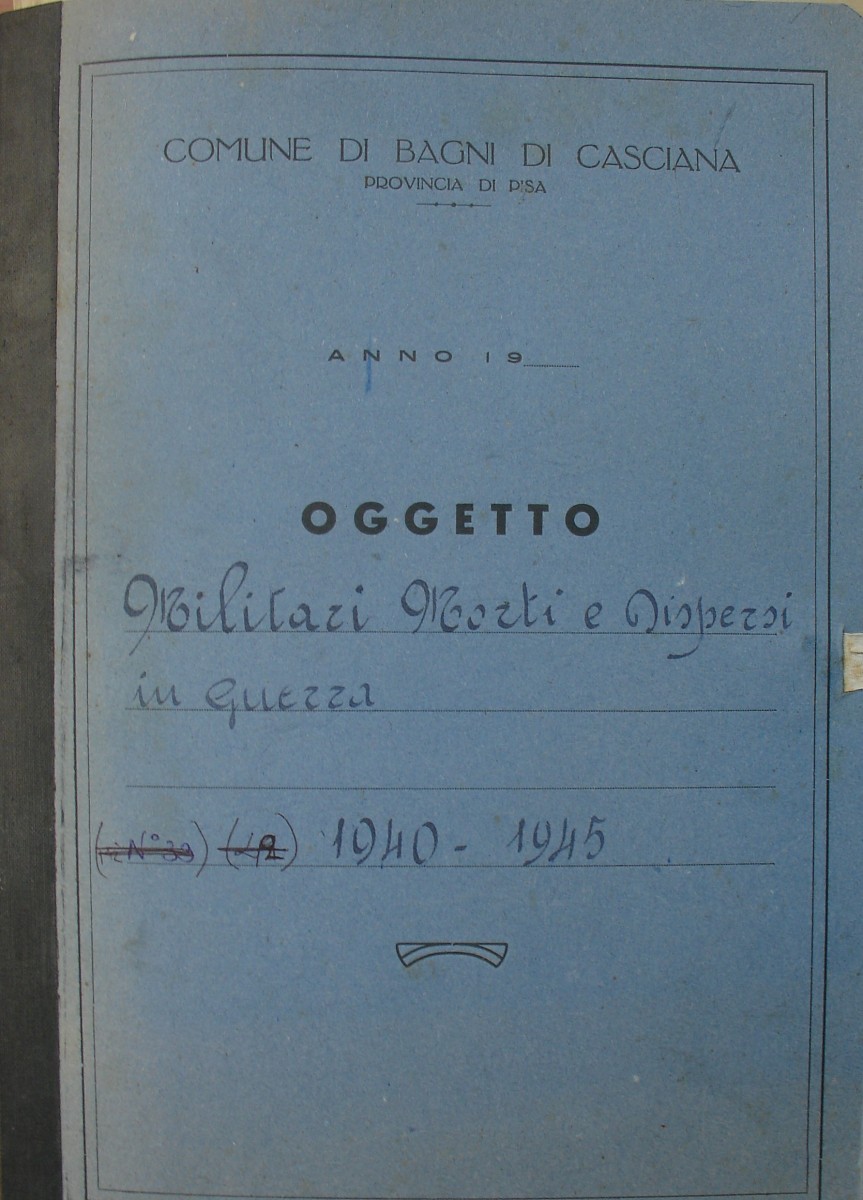 COMUNE DI BAGNI DI CASCIANA
PROVINCIA DI PISA
ANNO 19
OGGETTO
Militari Morti e Dispersi
in guerra
1940 - 1945